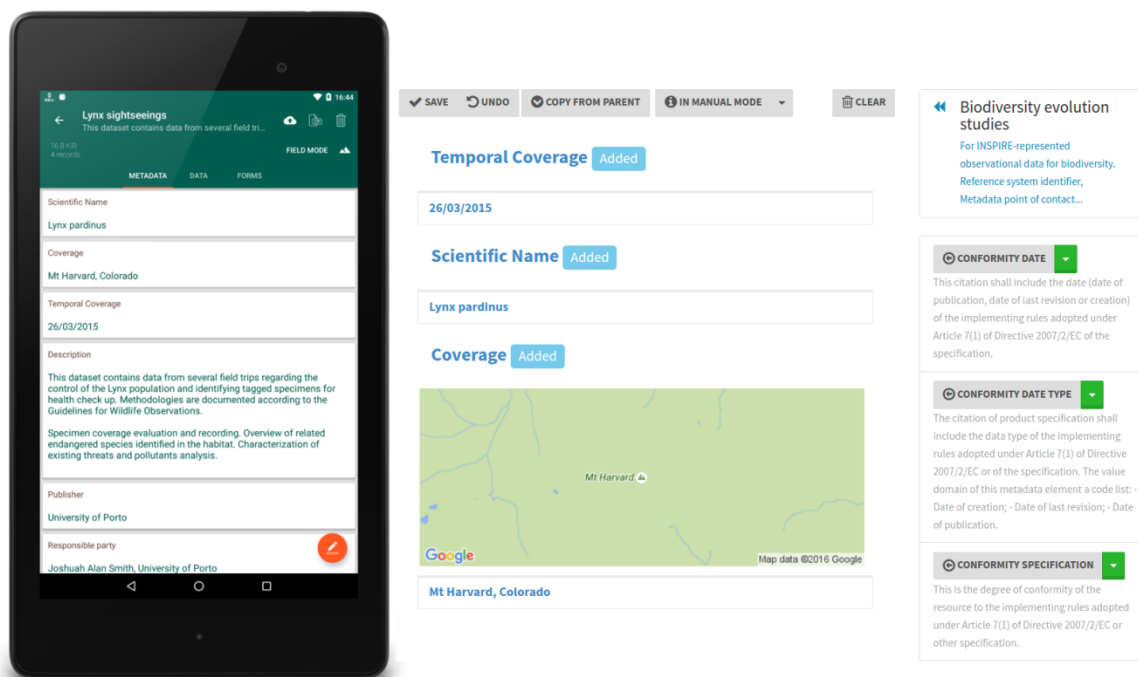 16:44
Lynx sightseeings
This dataset contains data from several field tri...
16.8 KiB
4 records
FIELD MODE
METADATA DATA FORMS
Scientific Name
Lynx pardinus
Coverage
Mt Harvard, Colorado
Temporal Coverage
26/03/2015
Description
This dataset contains data from several field trips regarding the
control of the Lynx population and identifying tagged specimens for
health check up. Methodologies are documented according to the
Guidelines for Wildlife Observations.
Specimen coverage evaluation and recording. Overview of related
endangered species identified in the habitat. Characterization of
existing threats and pollutants analysis.
Publisher
University of Porto
Responsible party
Joshuah Alan Smith, University of Porto
SAVE UNDO COPY FROM PARENT IN MANUAL MODE CLEAR
Temporal Coverage Added
26/03/2015
Scientific Name Added
Lynx pardinus
Coverage Added
Mt Harvard
Google
Map data ©2016 Google
Mt Harvard, Colorado
Biodiversity evolution
studies
For INSPIRE-represented
observational data for biodiversity.
Reference system identifier,
Metadata point of contact...
CONFORMITY DATE
This citation shall include the date (date of
publication, date of last revision or creation)
of the implementing rules adopted under
Article 7(1) of Directive 2007/2/EC of the
specification.
CONFORMITY DATE TYPE
The citation of product specification shall
include the data type of the implementing
rules adopted under Article 7(1) of Directive
2007/2/EC or of the specification. The value
domain of this metadata element a code list: -
Date of creation; - Date of last revision; - Date
of publication.
CONFORMITY SPECIFICATION
This is the degree of conformity of the
resource to the implementing rules adopted
under Article 7(1) of Directive 2007/2/EC or
other specification.